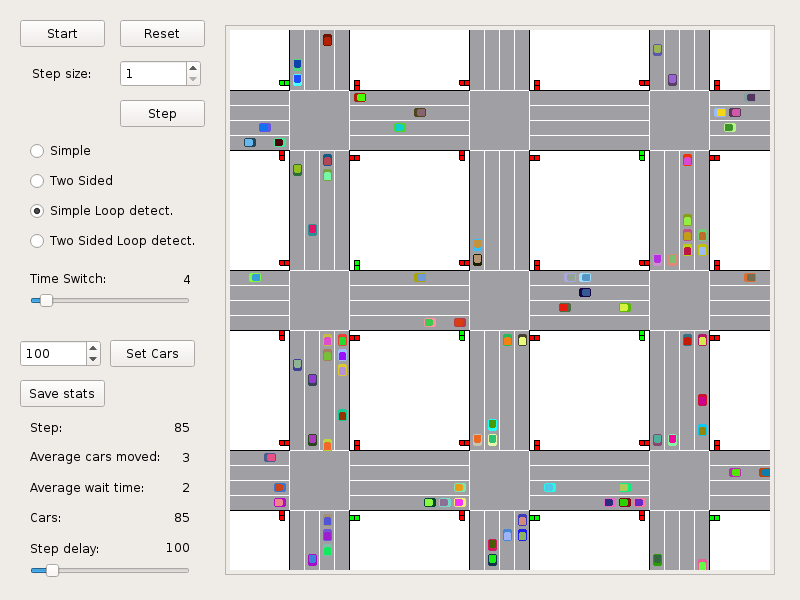 Start Reset
Step size: 1
Step
Simple
Two Sided
Simple Loop detect.
Two Sided Loop detect.
Time Switch: 4
100 Set Cars
Save stats
Step: 85
Average cars moved: 3
Average wait time: 2
Cars: 85
Step delay: 100